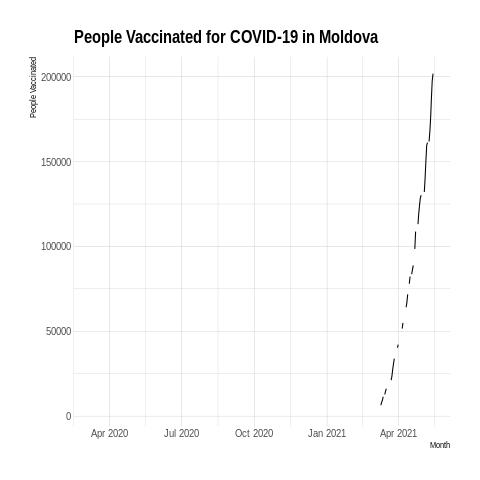 People Vaccinated for COVID-19 in Moldova
People Vaccinated
200000
150000
100000
50000
0
Apr 2020 Jul 2020 Oct 2020 Jan 2021 Apr 2021
Month